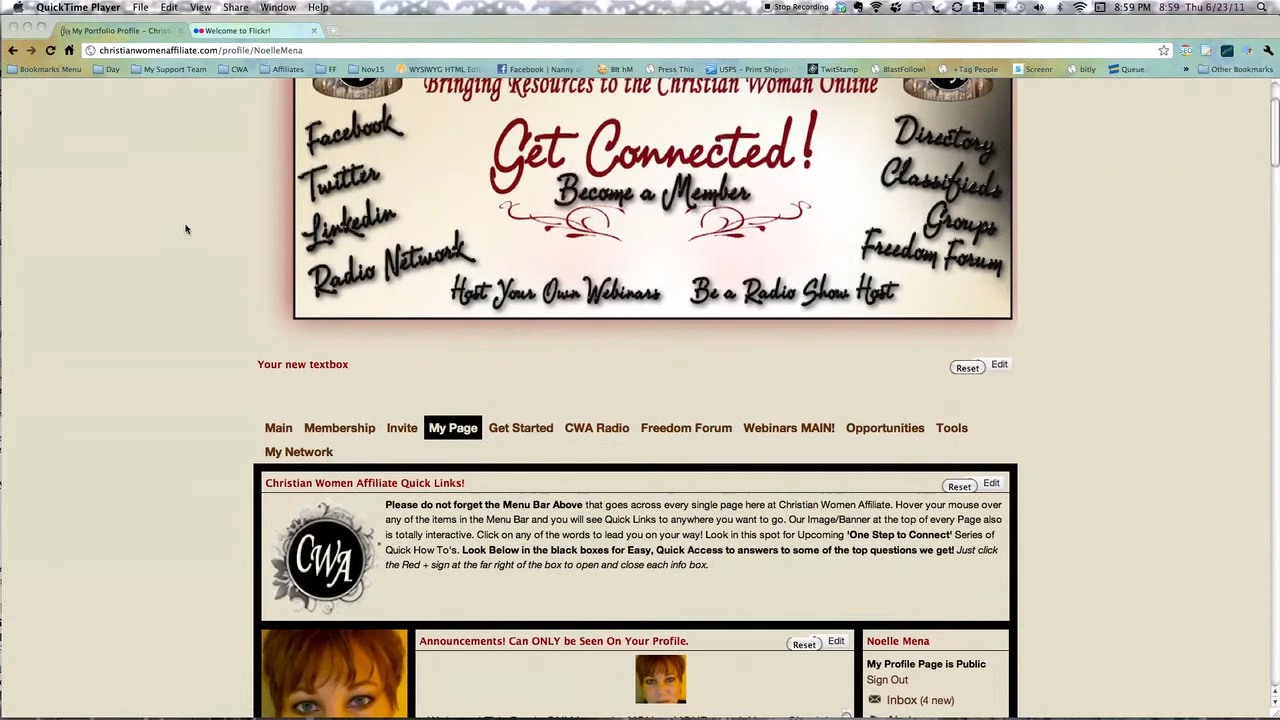 QuickTime Player File Edit View Share Window Help Stop Recording 8:59 PM 8:59 Thu 6/23/11
My Portfolio Profile – Christi Welcome to Flickr!
christianwomenaffiliate.com/profile/NoelleMena
Bookmarks Menu Day My Support Team CWA Affiliates FF Nov15 WYSIWYG HTML Edi Facebook | Nanny a Blt hM Press This USPS - Print Shippin TwitStamp BlastFollow! +Tag People Screenr bitly Queue » Other Bookmarks
Bringing Resources to the Christian Woman Online
Get Connected!
Become a Member
Facebook
Twitter
Linkedin
Radio Network
Directory
Classifieds
Groups
Freedom Forum
Host Your Own Webinars Be a Radio Show Host
Your new textbox Reset Edit
Main Membership Invite My Page Get Started CWA Radio Freedom Forum Webinars MAIN! Opportunities Tools
My Network
Christian Women Affiliate Quick Links! Reset Edit
CWA
Please do not forget the Menu Bar Above that goes across every single page here at Christian Women Affiliate. Hover your mouse
over any of the items in the Menu Bar and you will see Quick Links to anywhere you want to go. Our Image/Banner at the top of every Page also
is totally interactive. Click on any of the words to lead you on your way! Look in this spot for Upcoming 'One Step to Connect' Series of
Quick How To's. Look Below in the black boxes for Easy, Quick Access to answers to some of the top questions we get! Just click
the Red + sign at the far right of the box to open and close each info box.
Announcements! Can ONLY be Seen On Your Profile. Reset Edit
Noelle Mena
My Profile Page is Public
Sign Out
Inbox (4 new)